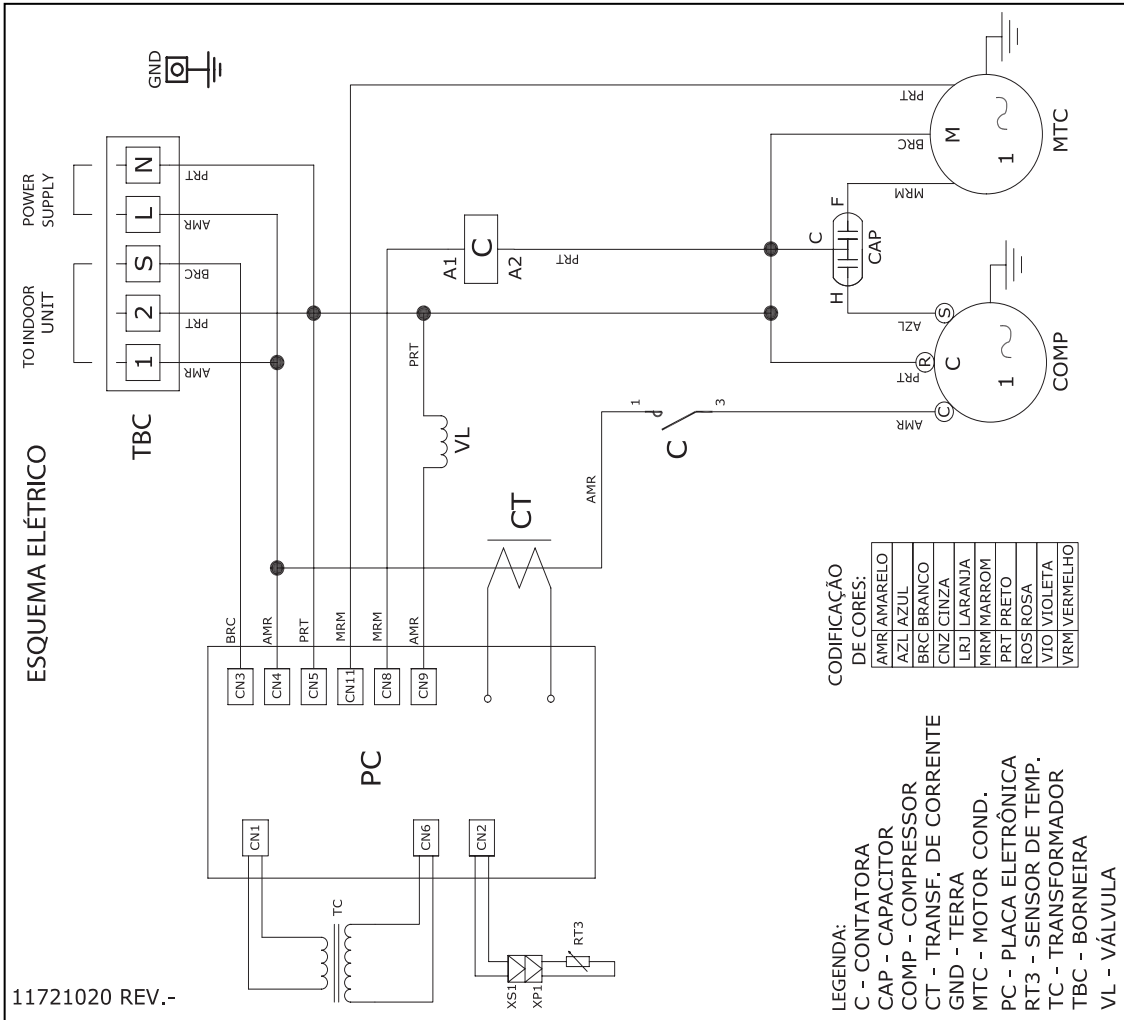 ESQUEMA ELÉTRICO
TO INDOOR
UNIT
POWER
SUPPLY
GND
TBC
1
2
S
L
N
AMR
PRT
BRC
AMR
PRT
BRC
AMR
PRT
MRM
MRM
AMR
CN3
CN4
CN5
CN11
CN8
CN9
PC
CN1
CN6
CN2
TC
XS1
XP1
RT3
CT
VL
PRT
AMR
A1
C
A2
PRT
1
C
3
H
C
F
CAP
PRT
BRC
MRM
M
1
MTC
AZL
PRT
AMR
S
R
C
C
1
COMP
CODIFICAÇÃO
DE CORES:
AMR AMARELO
AZL AZUL
BRC BRANCO
CNZ CINZA
LRJ LARANJA
MRM MARROM
PRT PRETO
ROS ROSA
VIO VIOLETA
VRM VERMELHO
LEGENDA:
C - CONTATORA
CAP - CAPACITOR
COMP - COMPRESSOR
CT - TRANSF. DE CORRENTE
GND - TERRA
MTC - MOTOR COND.
PC - PLACA ELETRÔNICA
RT3 - SENSOR DE TEMP.
TC - TRANSFORMADOR
TBC - BORNEIRA
VL - VÁLVULA
11721020 REV.-